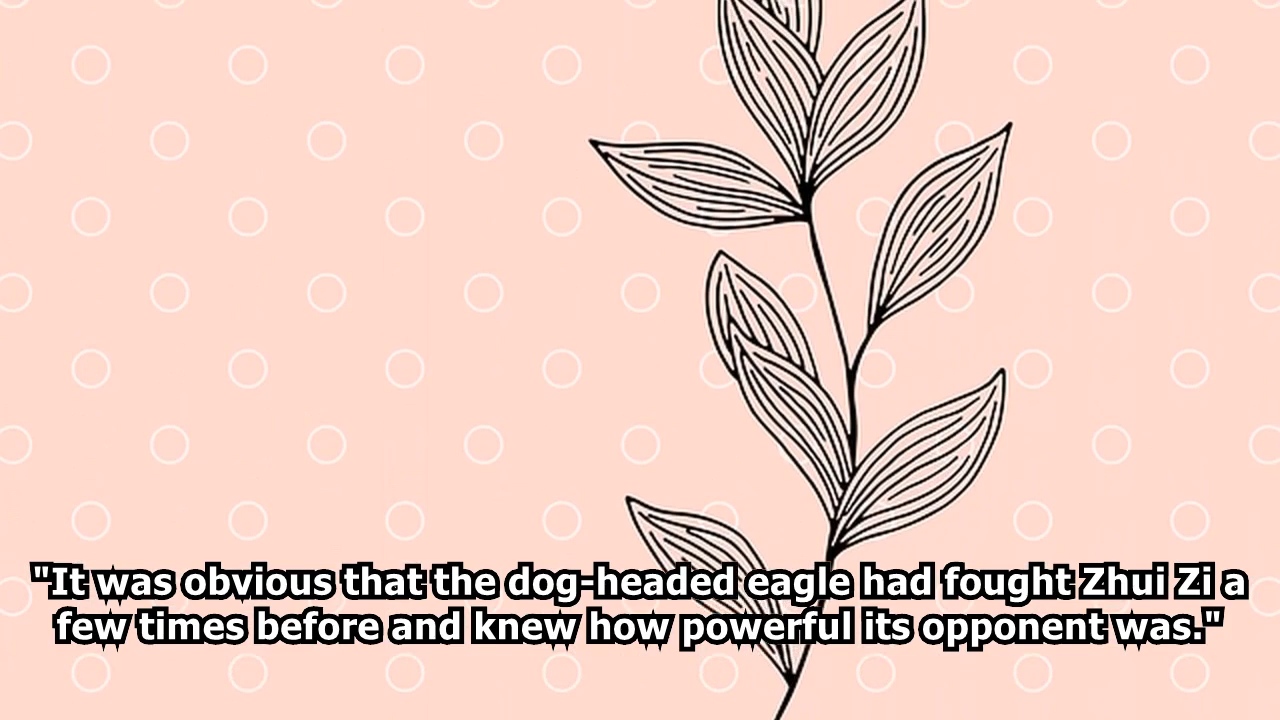 "It was obvious that the dog-headed eagle had fought Zhui Zi a
few times before and knew how powerful its opponent was."